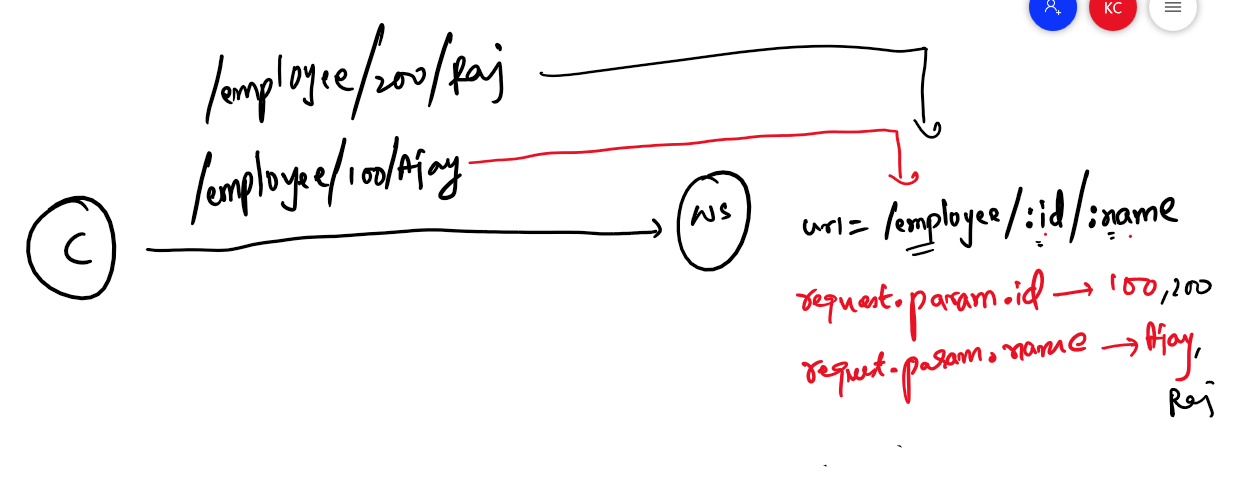 KC
/employee/200/Raj
/employee/100/Ajay
C
WS
url= /employee/:id/:name
request.param.id → 100,200
request.param.name → Ajay,
Raj